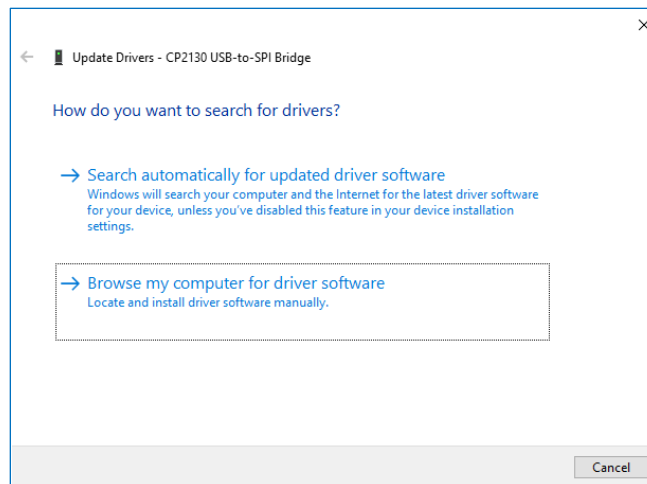 Update Drivers - CP2130 USB-to-SPI Bridge
How do you want to search for drivers?
Search automatically for updated driver software
Windows will search your computer and the Internet for the latest driver software
for your device, unless you've disabled this feature in your device installation
settings.
Browse my computer for driver software
Locate and install driver software manually.
Cancel